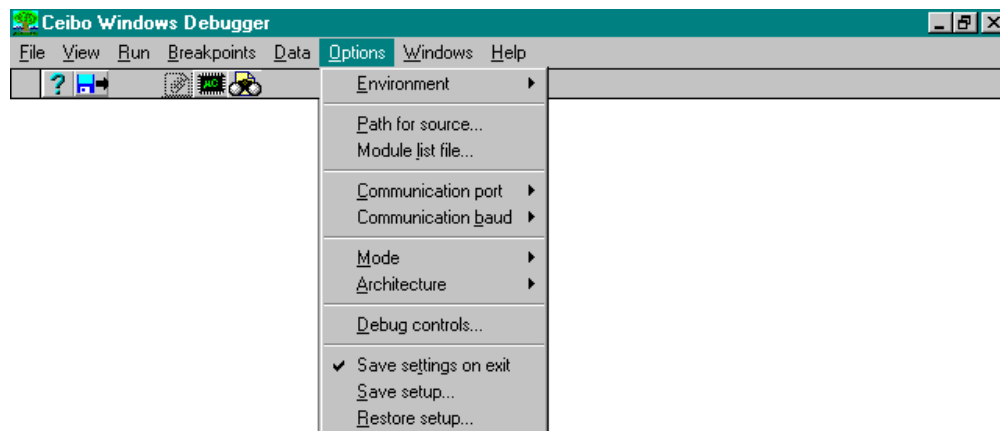 Ceibo Windows Debugger
File View Run Breakpoints Data Options Windows Help
?
Environment
Path for source...
Module list file...
Communication port
Communication baud
Mode
Architecture
Debug controls...
Save settings on exit
Save setup...
Restore setup...